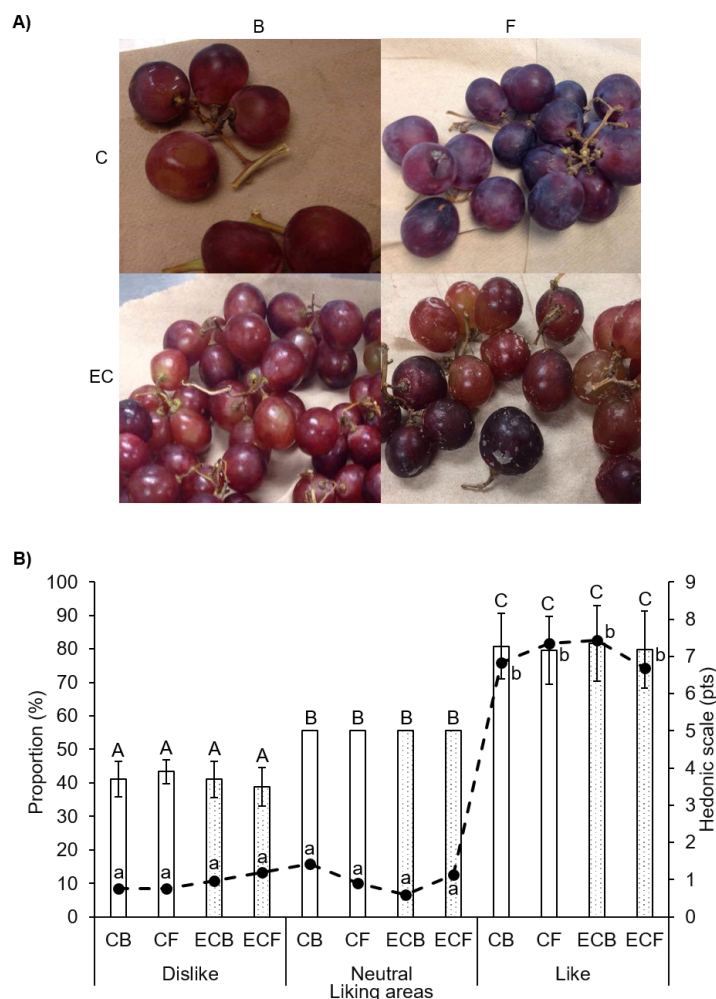 A)
B F
C
EC
B)
Proportion (%)
100
90
80
70
60
50
40
30
20
10
0
A A A A
B B B B
C C C C
a a a a
a a a a
b b b b
Hedonic scale (pts)
9
8
7
6
5
4
3
2
1
0
CB CF ECB ECF CB CF ECB ECF CB CF ECB ECF
Dislike Neutral Like
Liking areas